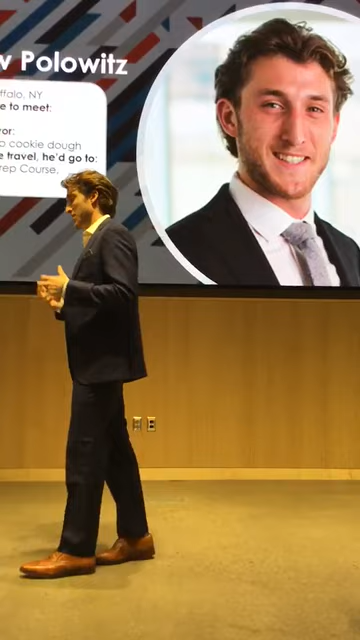 w Polowitz
ffalo, NY
e to meet:
or:
o cookie dough
e travel, he'd go to:
rep Course.